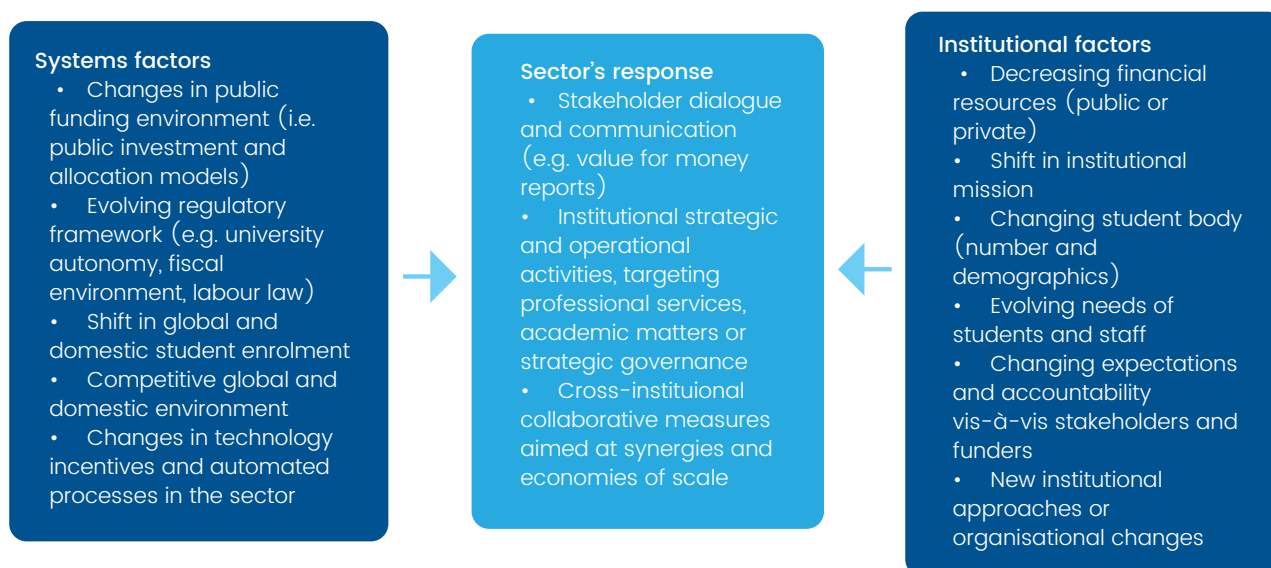 Systems factors
• Changes in public
funding environment (i.e.
public investment and
allocation models)
• Evolving regulatory
framework (e.g. university
autonomy, fiscal
environment, labour law)
• Shift in global and
domestic student enrolment
• Competitive global and
domestic environment
• Changes in technology
incentives and automated
processes in the sector
Sector's response
• Stakeholder dialogue
and communication
(e.g. value for money
reports)
• Institutional strategic
and operational
activities, targeting
professional services,
academic matters or
strategic governance
• Cross-instituional
collaborative measures
aimed at synergies and
economies of scale
Institutional factors
• Decreasing financial
resources (public or
private)
• Shift in institutional
mission
• Changing student body
(number and
demographics)
• Evolving needs of
students and staff
• Changing expectations
and accountability
vis-à-vis stakeholders and
funders
• New institutional
approaches or
organisational changes